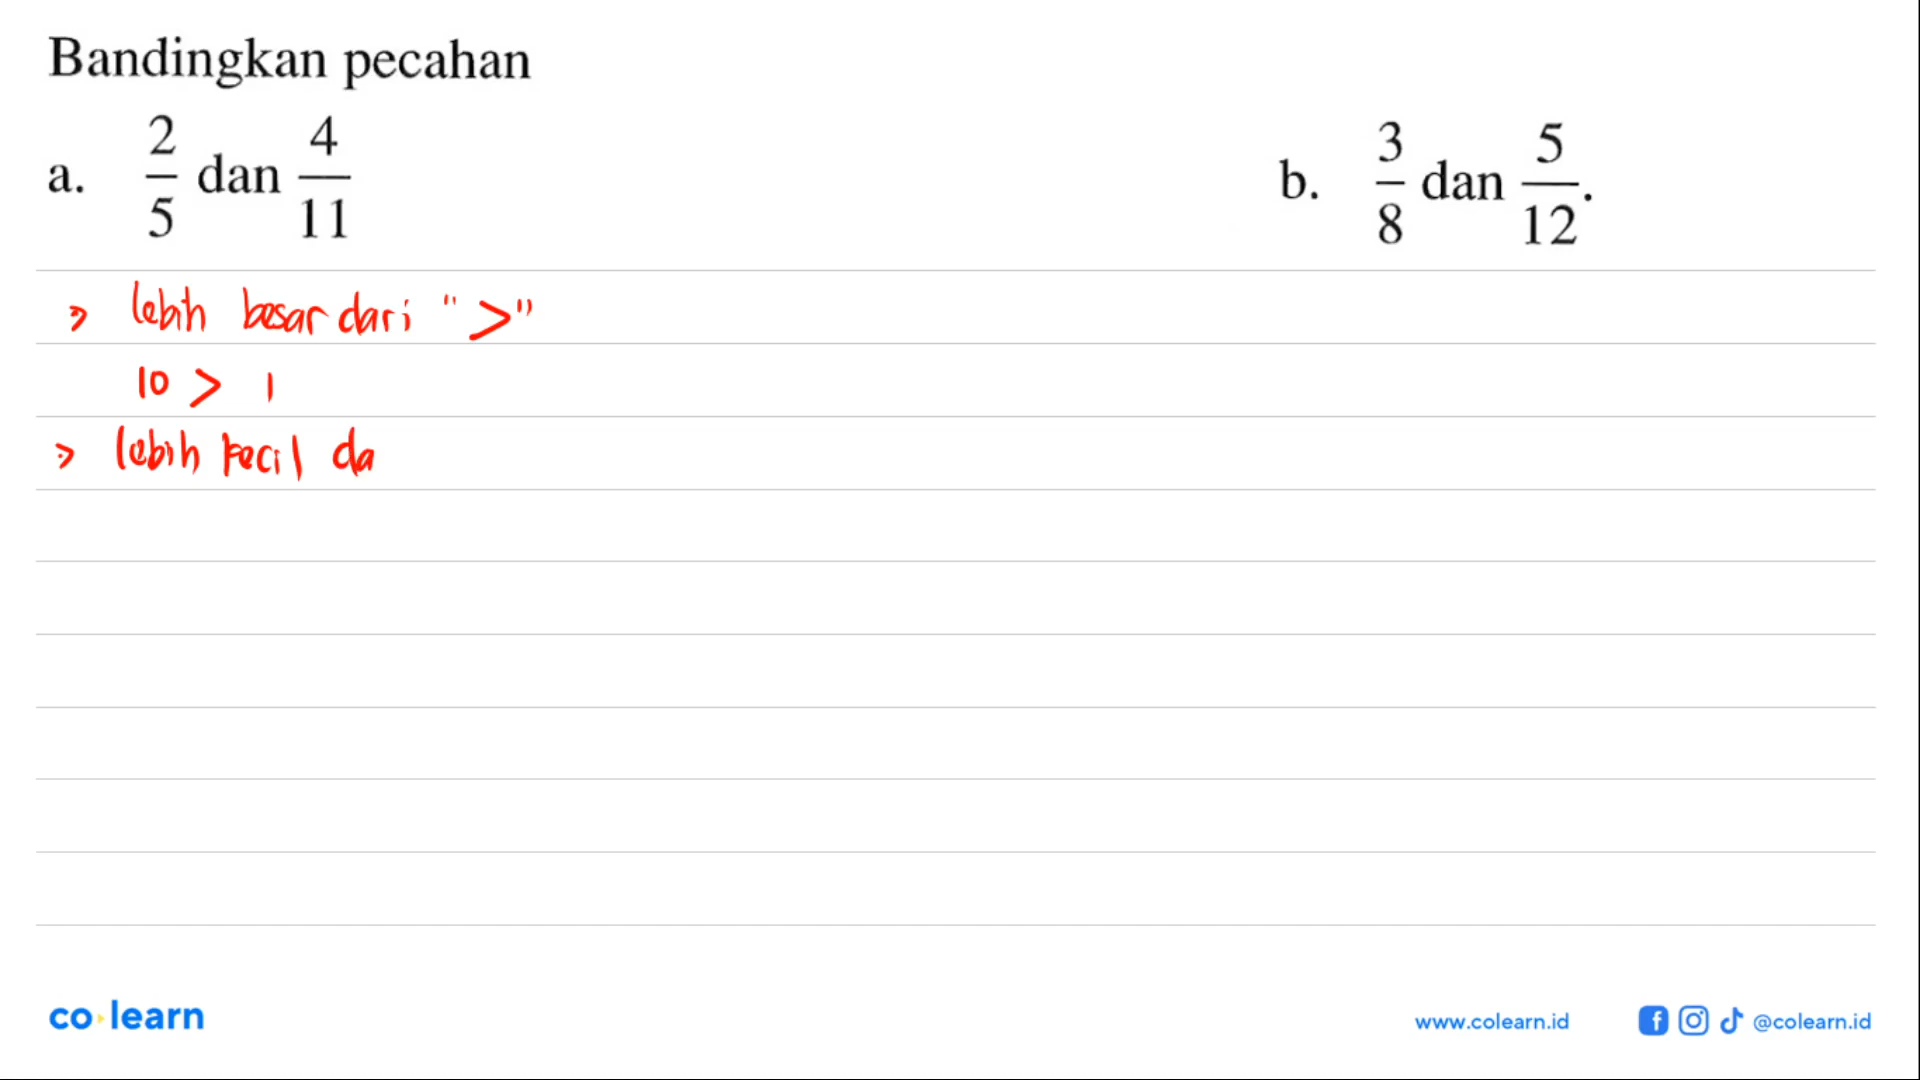 Bandingkan pecahan
a. 2/5 dan 4/11
b. 3/8 dan 5/12.
⇒ lebih besar dari ">"
10 > 1
⇒ lebih kecil da
co learn
www.colearn.id
@colearn.id